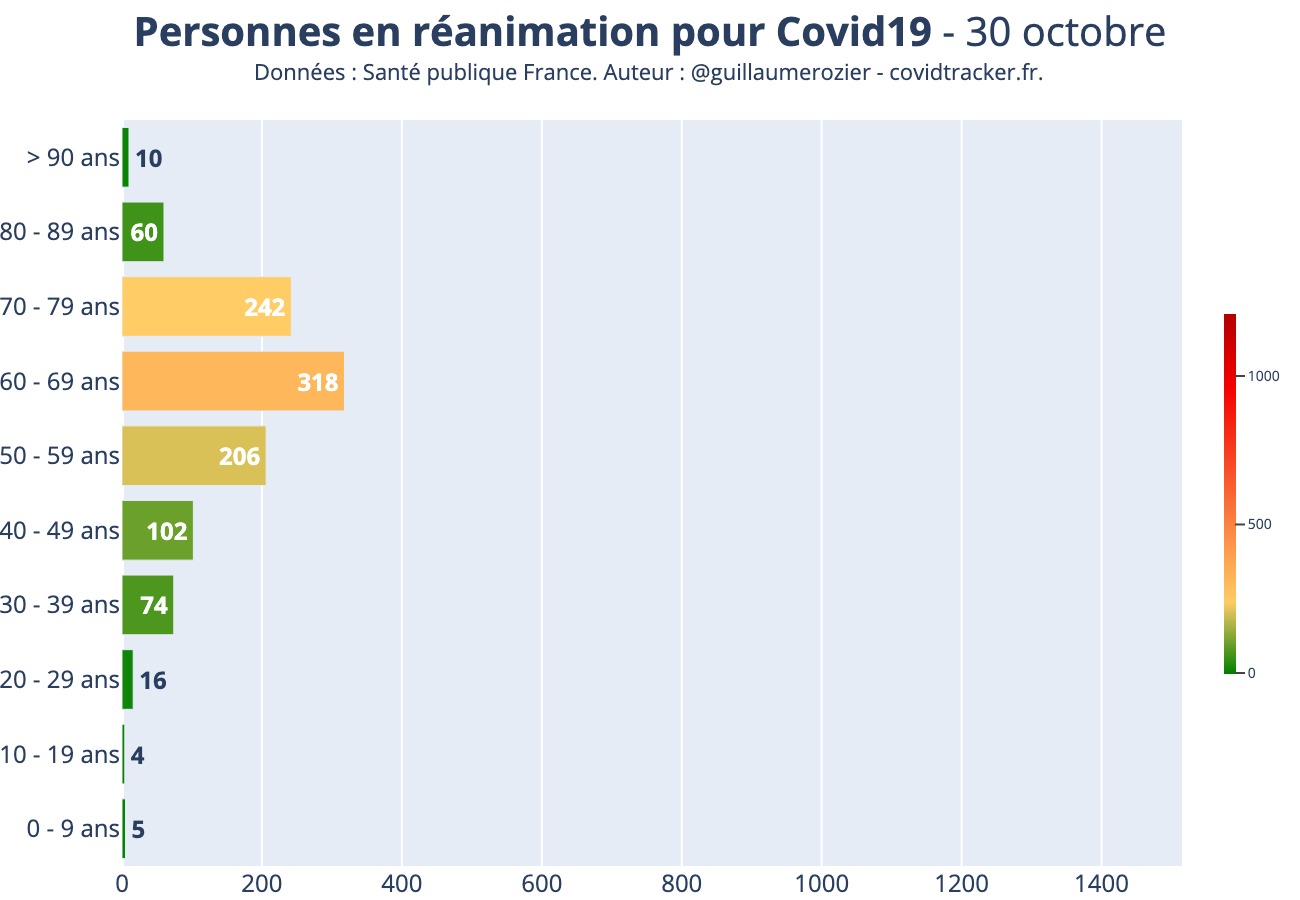 Personnes en réanimation pour Covid19 - 30 octobre
Données : Santé publique France. Auteur : @guillaumerozier - covidtracker.fr.
> 90 ans 10
80 - 89 ans 60
70 - 79 ans 242
60 - 69 ans 318
50 - 59 ans 206
40 - 49 ans 102
30 - 39 ans 74
20 - 29 ans 16
10 - 19 ans 4
0 - 9 ans 5
0 200 400 600 800 1000 1200 1400
1000
500
0